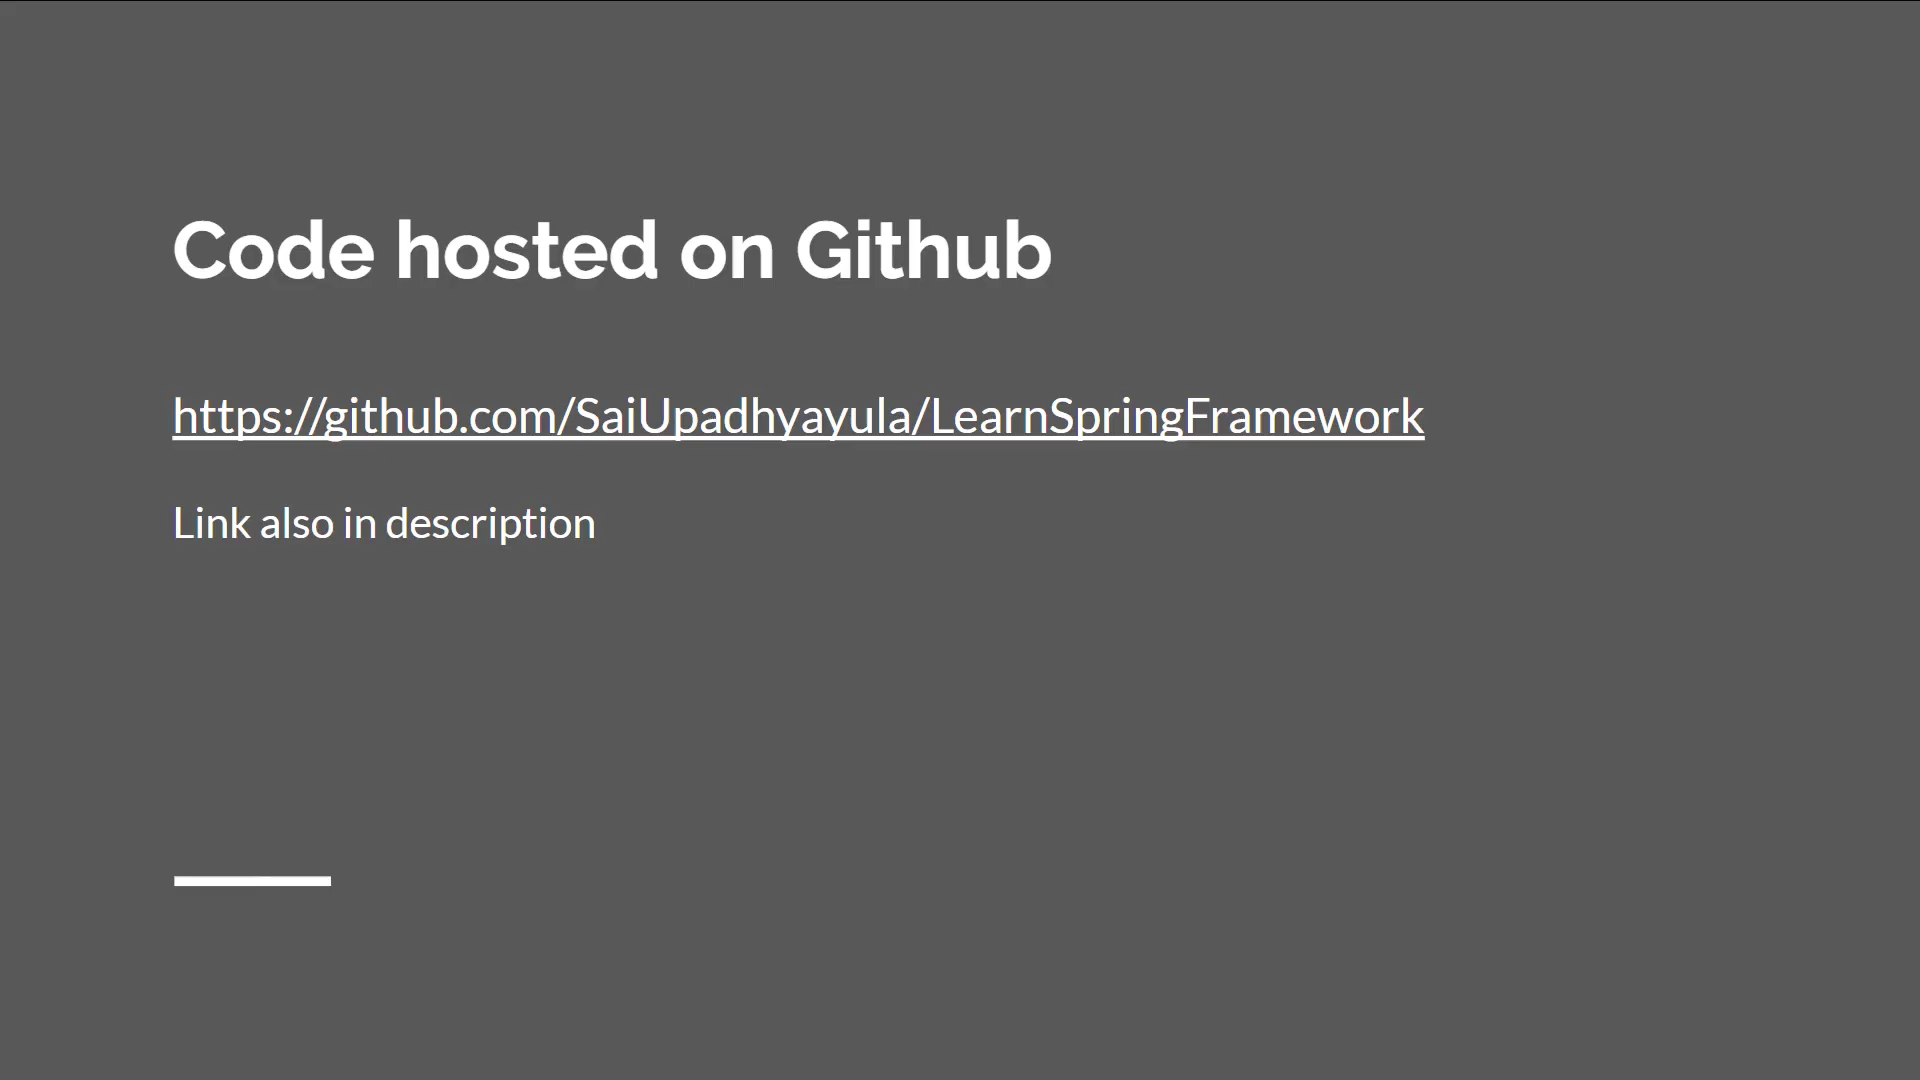 Code hosted on Github
https://github.com/SaiUpadhyayula/LearnSpringFramework
Link also in description